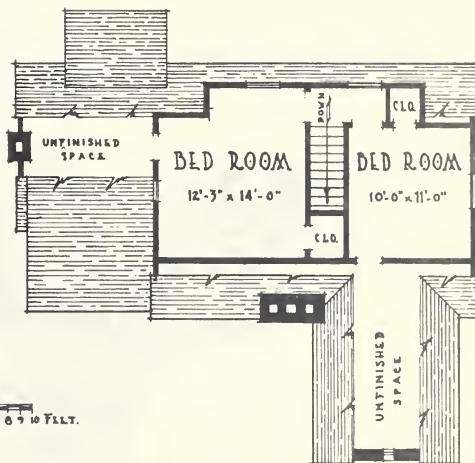 UNFINISHED
SPACE
BED ROOM
12'-3" x 14'-0"
DOWN
CLO.
BED ROOM
10'-0" x 11'-0"
CLO.
UNFINISHED
SPACE
8 9 10 FEET.